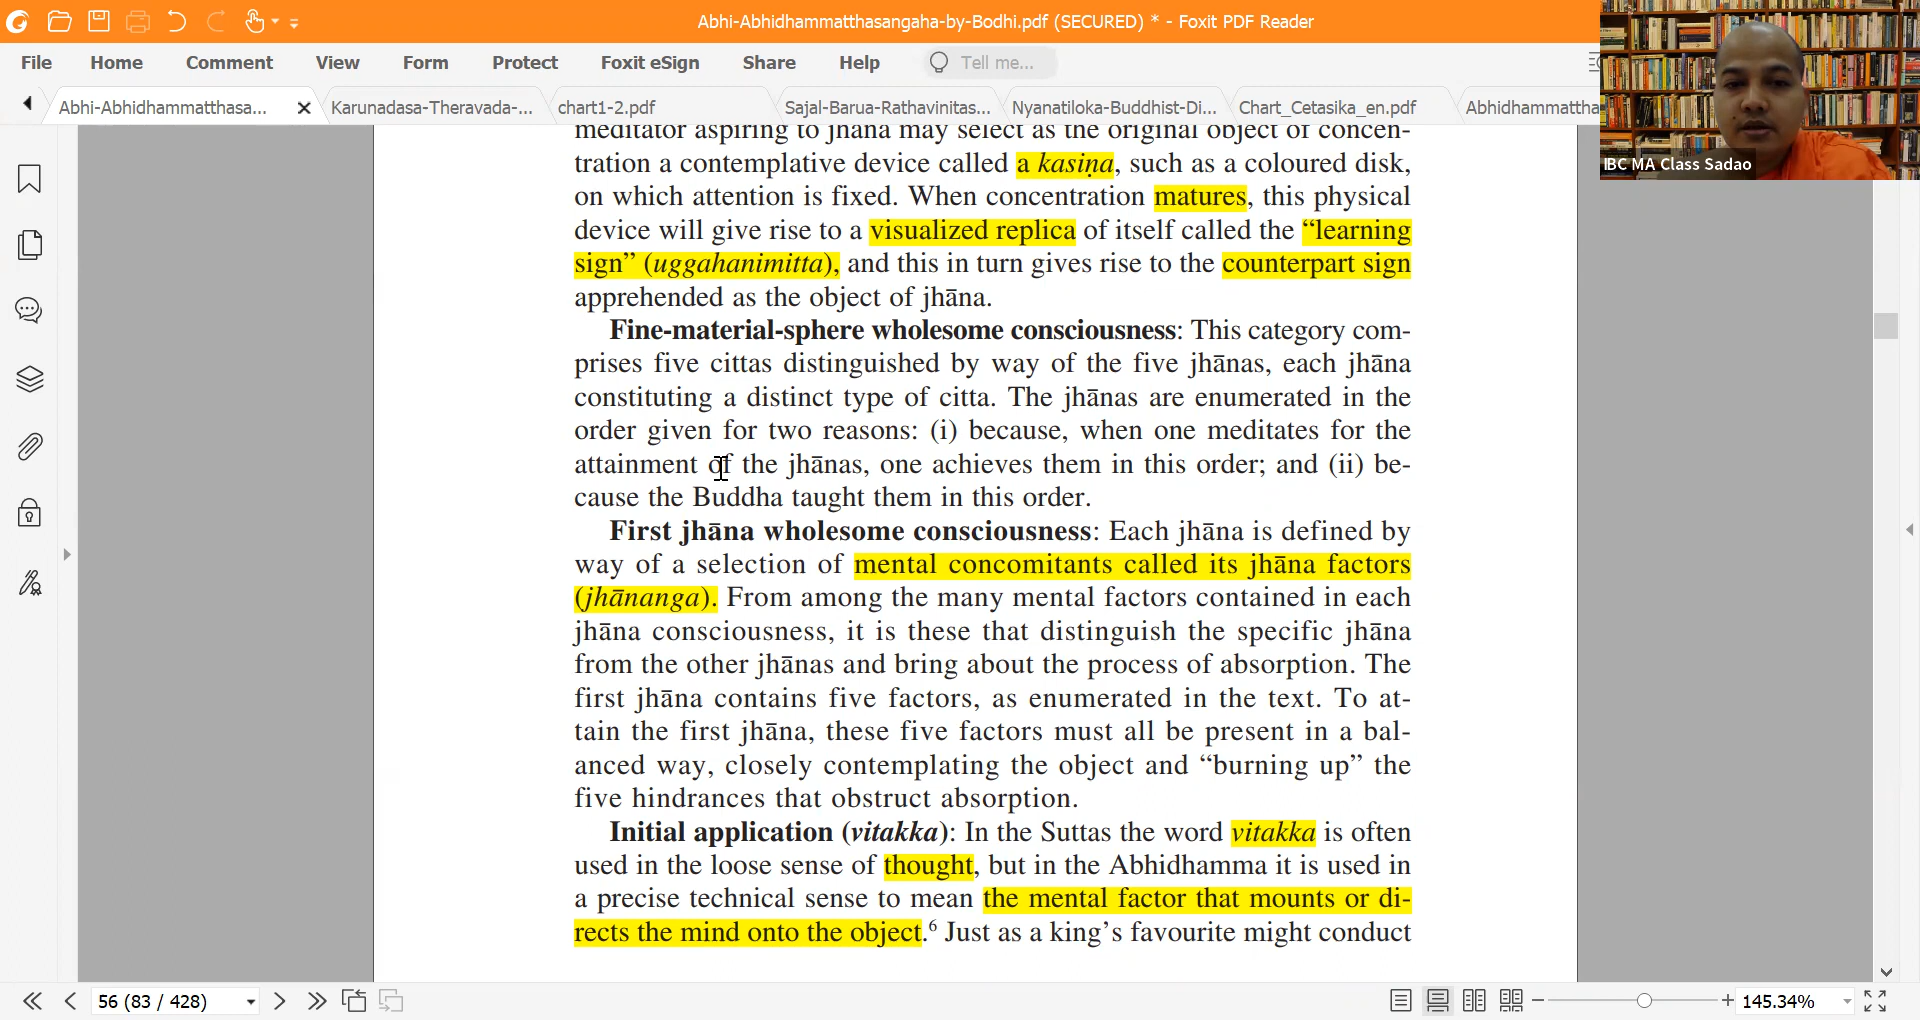 Abhi-Abhidhammatthasangaha-by-Bodhi.pdf (SECURED) * - Foxit PDF Reader
File Home Comment View Form Protect Foxit eSign Share Help Tell me...
Abhi-Abhidhammatthasa... Karunadasa-Theravada-... chart1-2.pdf Sajal-Barua-Rathavinitas... Nyanatiloka-Buddhist-Di... Chart_Cetasika_en.pdf Abhidhammattha
IBC MA Class Sadao
meditator aspiring to jhāna may select as the original object of concen-
tration a contemplative device called a kasiṇa, such as a coloured disk,
on which attention is fixed. When concentration matures, this physical
device will give rise to a visualized replica of itself called the “learning
sign” (uggahanimitta), and this in turn gives rise to the counterpart sign
apprehended as the object of jhāna.
Fine-material-sphere wholesome consciousness: This category com-
prises five cittas distinguished by way of the five jhānas, each jhāna
constituting a distinct type of citta. The jhānas are enumerated in the
order given for two reasons: (i) because, when one meditates for the
attainment of the jhānas, one achieves them in this order; and (ii) be-
cause the Buddha taught them in this order.
First jhāna wholesome consciousness: Each jhāna is defined by
way of a selection of mental concomitants called its jhāna factors
(jhānanga). From among the many mental factors contained in each
jhāna consciousness, it is these that distinguish the specific jhāna
from the other jhānas and bring about the process of absorption. The
first jhāna contains five factors, as enumerated in the text. To at-
tain the first jhāna, these five factors must all be present in a bal-
anced way, closely contemplating the object and “burning up” the
five hindrances that obstruct absorption.
Initial application (vitakka): In the Suttas the word vitakka is often
used in the loose sense of thought, but in the Abhidhamma it is used in
a precise technical sense to mean the mental factor that mounts or di-
rects the mind onto the object.6 Just as a king’s favourite might conduct
56 (83 / 428) 145.34%